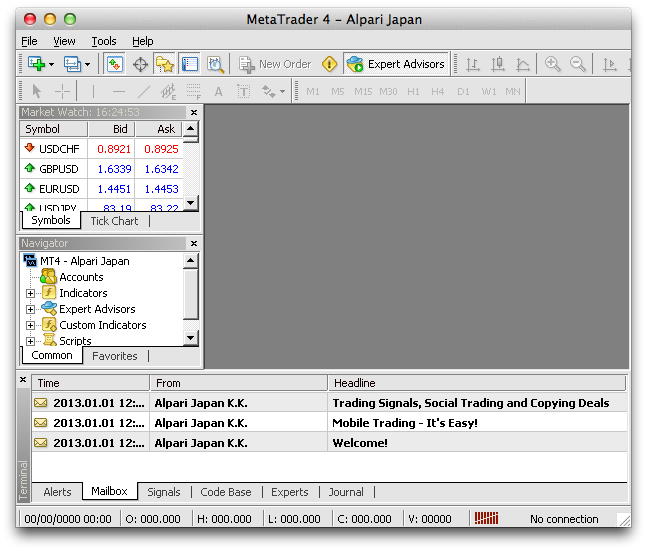 MetaTrader 4 - Alpari Japan
File View Tools Help
New Order Expert Advisors
A T M1 M5 M15 M30 H1 H4 D1 W1 MN
Market Watch: 16:24:53
Symbol Bid Ask
USDCHF 0.8921 0.8925
GBPUSD 1.6339 1.6342
EURUSD 1.4451 1.4453
USDJPY 83.19 83.22
Symbols Tick Chart
Navigator
MT4 - Alpari Japan
Accounts
Indicators
Expert Advisors
Custom Indicators
Scripts
Common Favorites
Time From Headline
2013.01.01 12:... Alpari Japan K.K. Trading Signals, Social Trading and Copying Deals
2013.01.01 12:... Alpari Japan K.K. Mobile Trading - It's Easy!
2013.01.01 12:... Alpari Japan K.K. Welcome!
Terminal
Alerts Mailbox Signals Code Base Experts Journal
00/00/0000 00:00 O: 000.000 H: 000.000 L: 000.000 C: 000.000 V: 00000 No connection